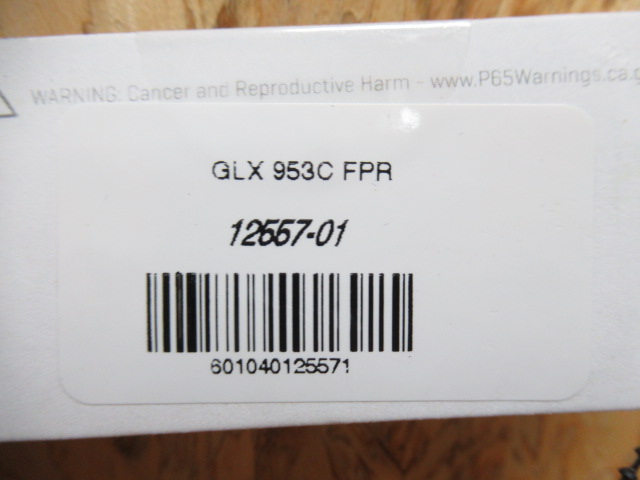 WARNING: Cancer and Reproductive Harm - www.P65Warnings.ca.g
GLX 953C FPR
12557-01
601040125571